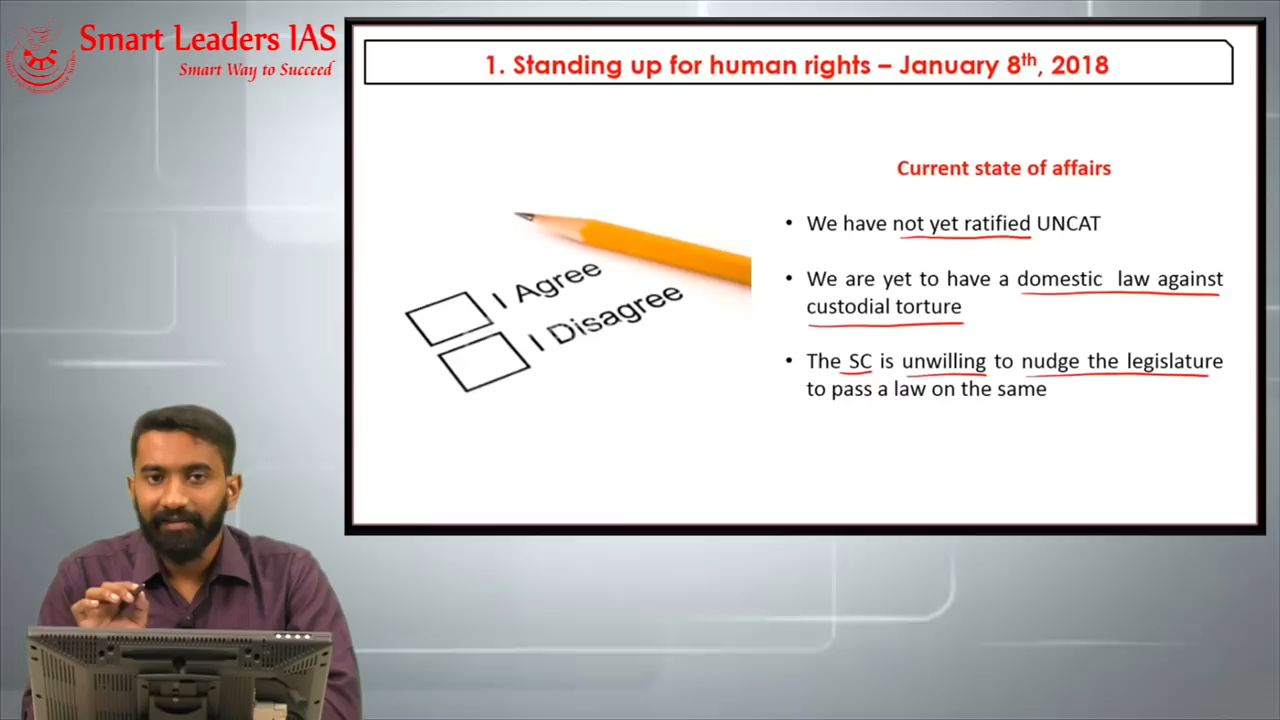 Smart Leaders IAS
Smart Way to Succeed
1. Standing up for human rights – January 8th, 2018
Current state of affairs
• We have not yet ratified UNCAT
• We are yet to have a domestic law against
custodial torture
• The SC is unwilling to nudge the legislature
to pass a law on the same
I Agree
I Disagree